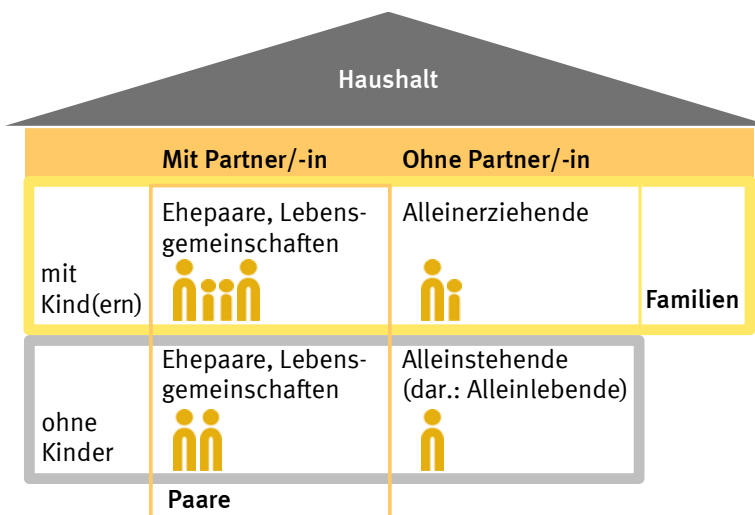 Haushalt
Mit Partner/-in
Ohne Partner/-in
mit
Kind(ern)
Ehepaare, Lebens-
gemeinschaften
Alleinerziehende
Familien
ohne
Kinder
Ehepaare, Lebens-
gemeinschaften
Alleinstehende
(dar.: Alleinlebende)
Paare